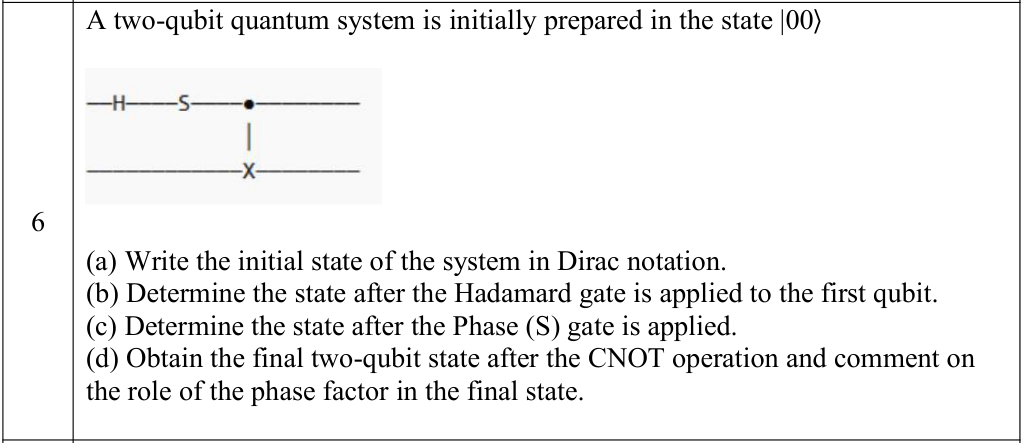 A two-qubit quantum system is initially prepared in the state |00⟩
H S
X
6
(a) Write the initial state of the system in Dirac notation.
(b) Determine the state after the Hadamard gate is applied to the first qubit.
(c) Determine the state after the Phase (S) gate is applied.
(d) Obtain the final two-qubit state after the CNOT operation and comment on
the role of the phase factor in the final state.